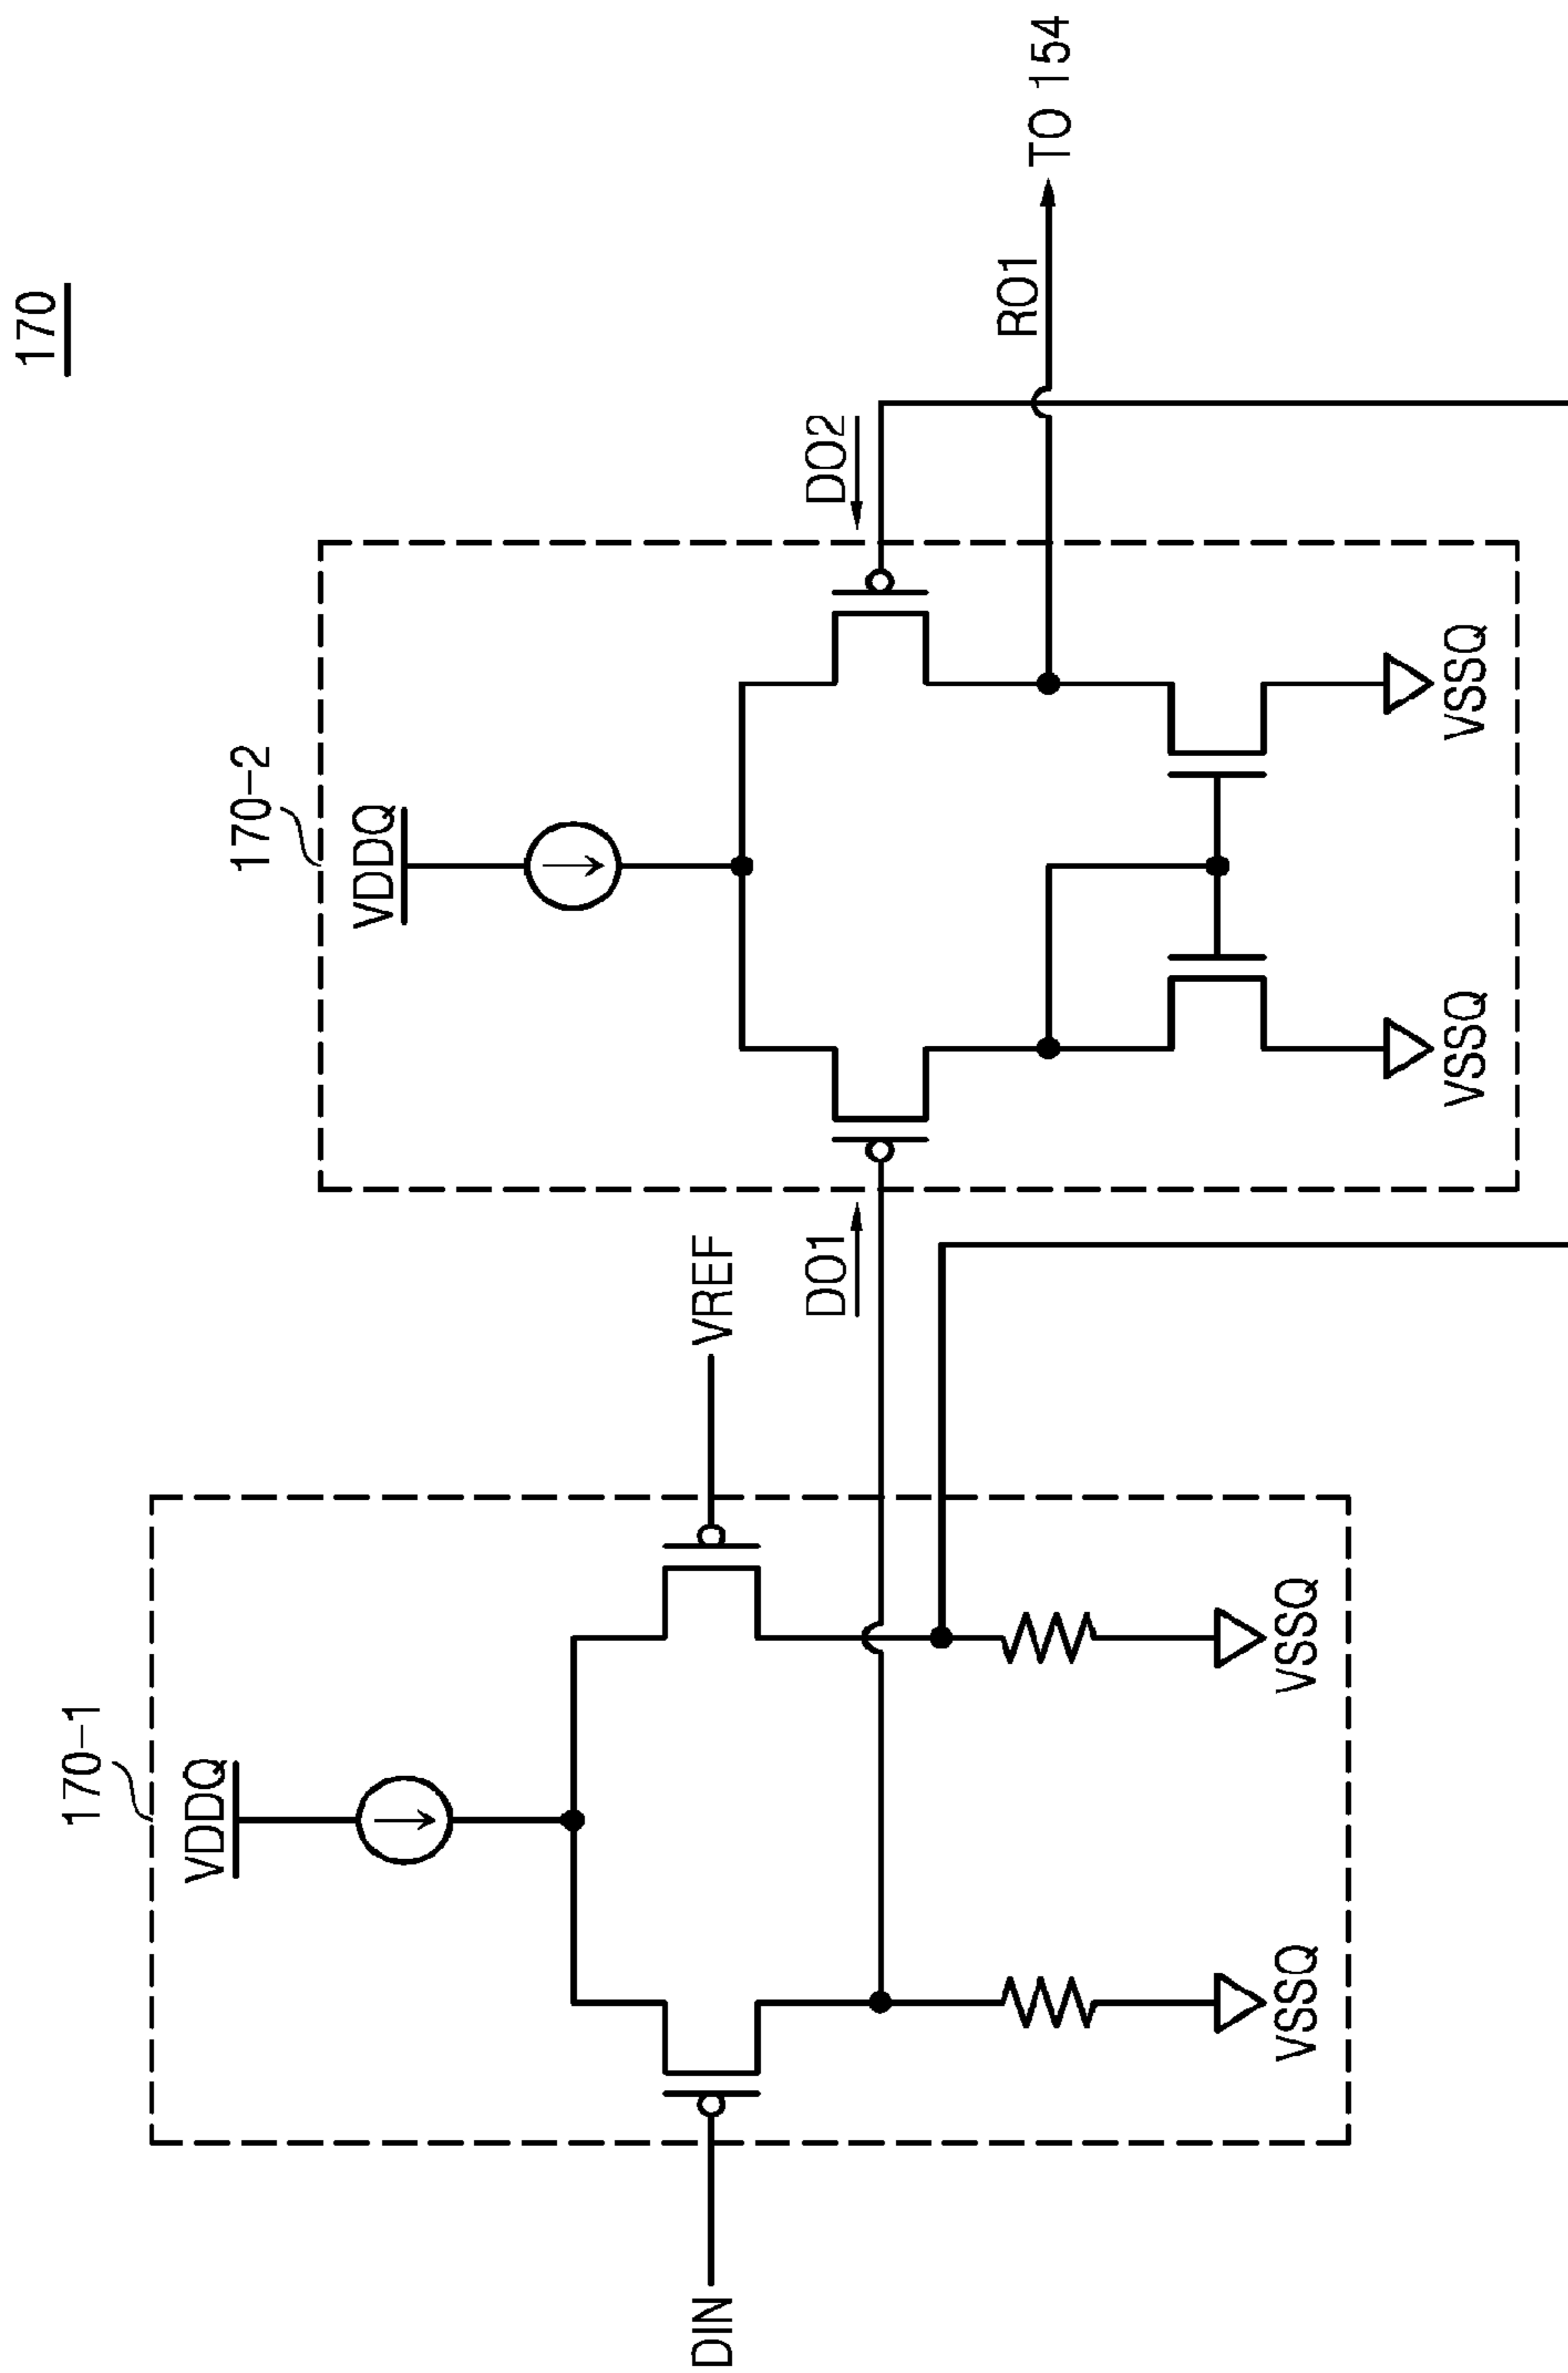 170
170-1
170-2
VDDQ
VDDQ
DIN
VREF
DO1
DO2
RO1
TO 154
VSSQ
VSSQ
VSSQ
VSSQ